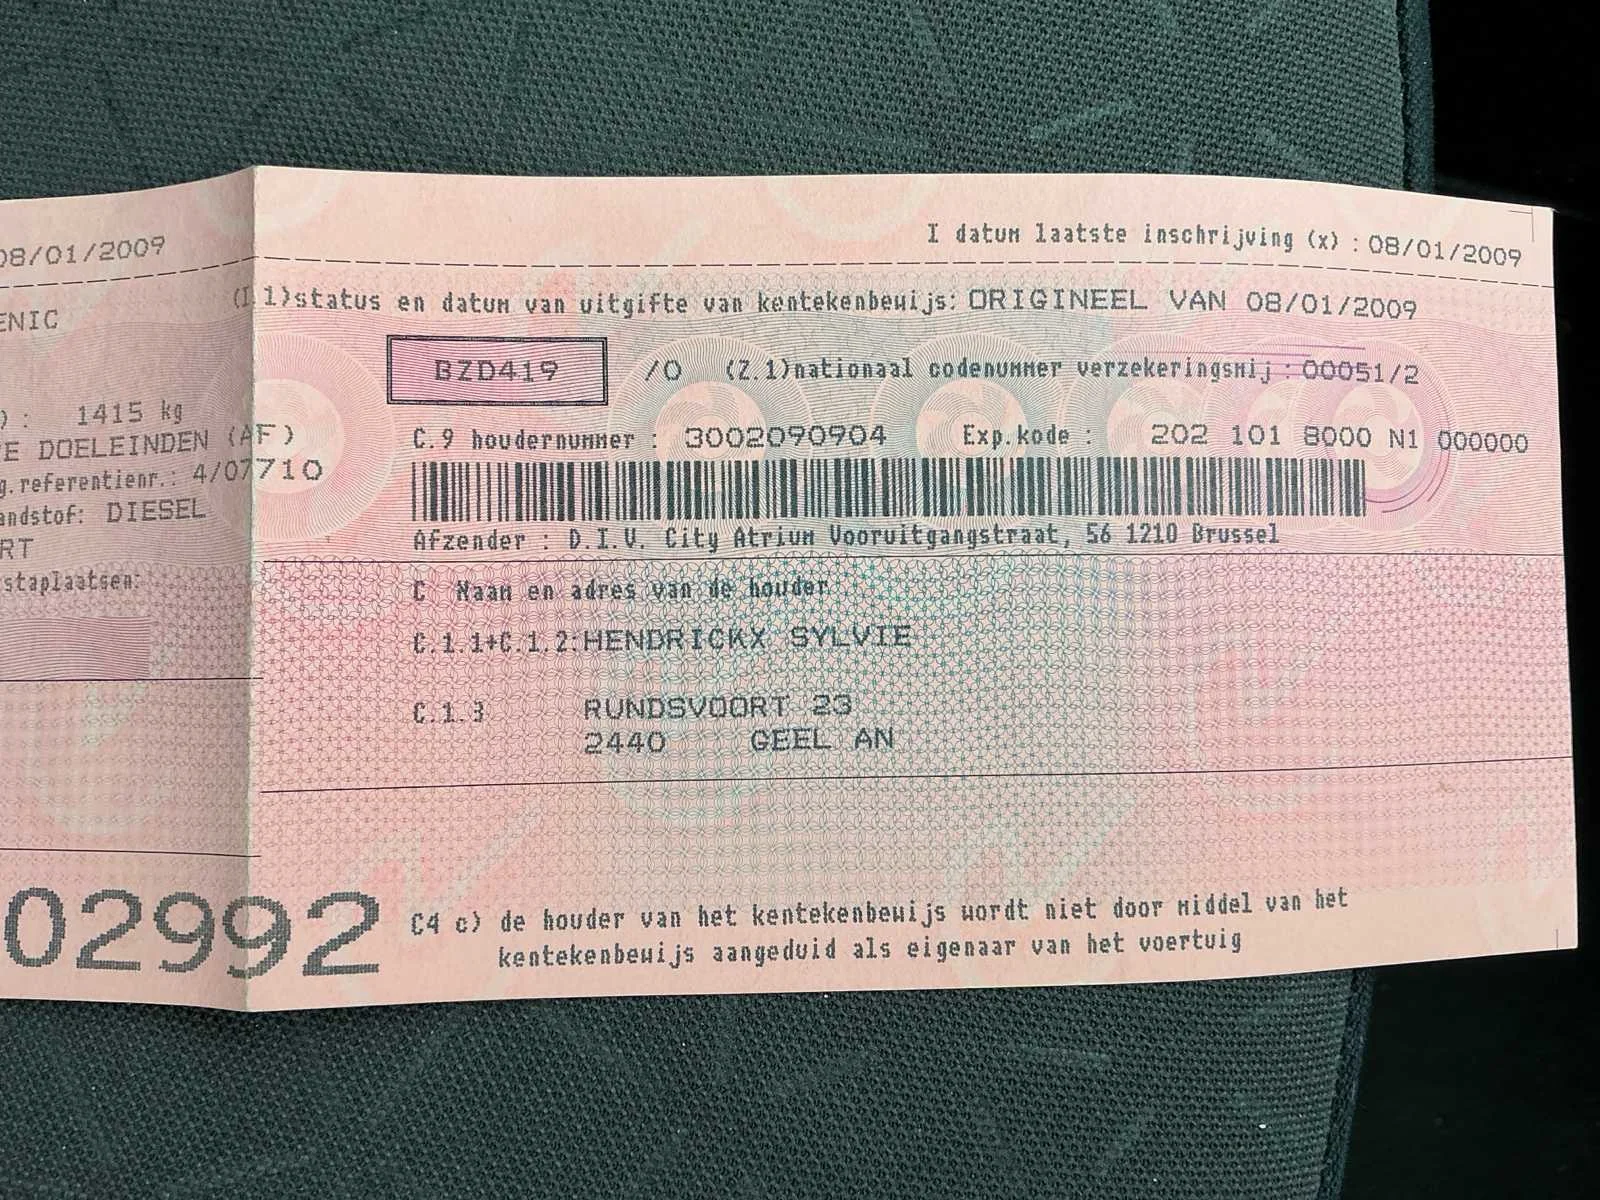 08/01/2009
ENIC
) : 1415 kg
E DOELEINDEN (AF)
g.referentienr.: 4/07710
andstof: DIESEL
RT
staplaatsen:
02992
I datum laatste inschrijving (x) : 08/01/2009
(I.1)status en datum van uitgifte van kentekenbewijs: ORIGINEEL VAN 08/01/2009
BZD419 /0 (Z.1)nationaal codenummer verzekeringsmij : 00051/2
C.9 houdernummer : 3002090904 Exp.kode : 202 101 8000 N1 000000
Afzender : D.I.V. City Atrium Vooruitgangstraat, 56 1210 Brussel
C Naam en adres van de houder
C.1.1+C.1.2:HENDRICKX SYLVIE
C.1.3 RUNDSVOORT 23
2440 GEEL AN
C4 c) de houder van het kentekenbewijs wordt niet door middel van het
kentekenbewijs aangeduid als eigenaar van het voertuig